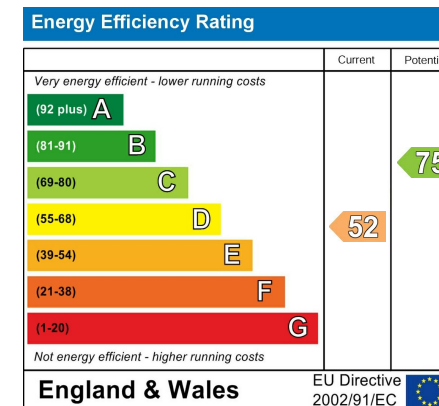 Energy Efficiency Rating
Current Potenti
Very energy efficient - lower running costs
(92 plus) A
(81-91) B
(69-80) C
75
(55-68) D
52
(39-54) E
(21-38) F
(1-20) G
Not energy efficient - higher running costs
England & Wales
EU Directive
2002/91/EC